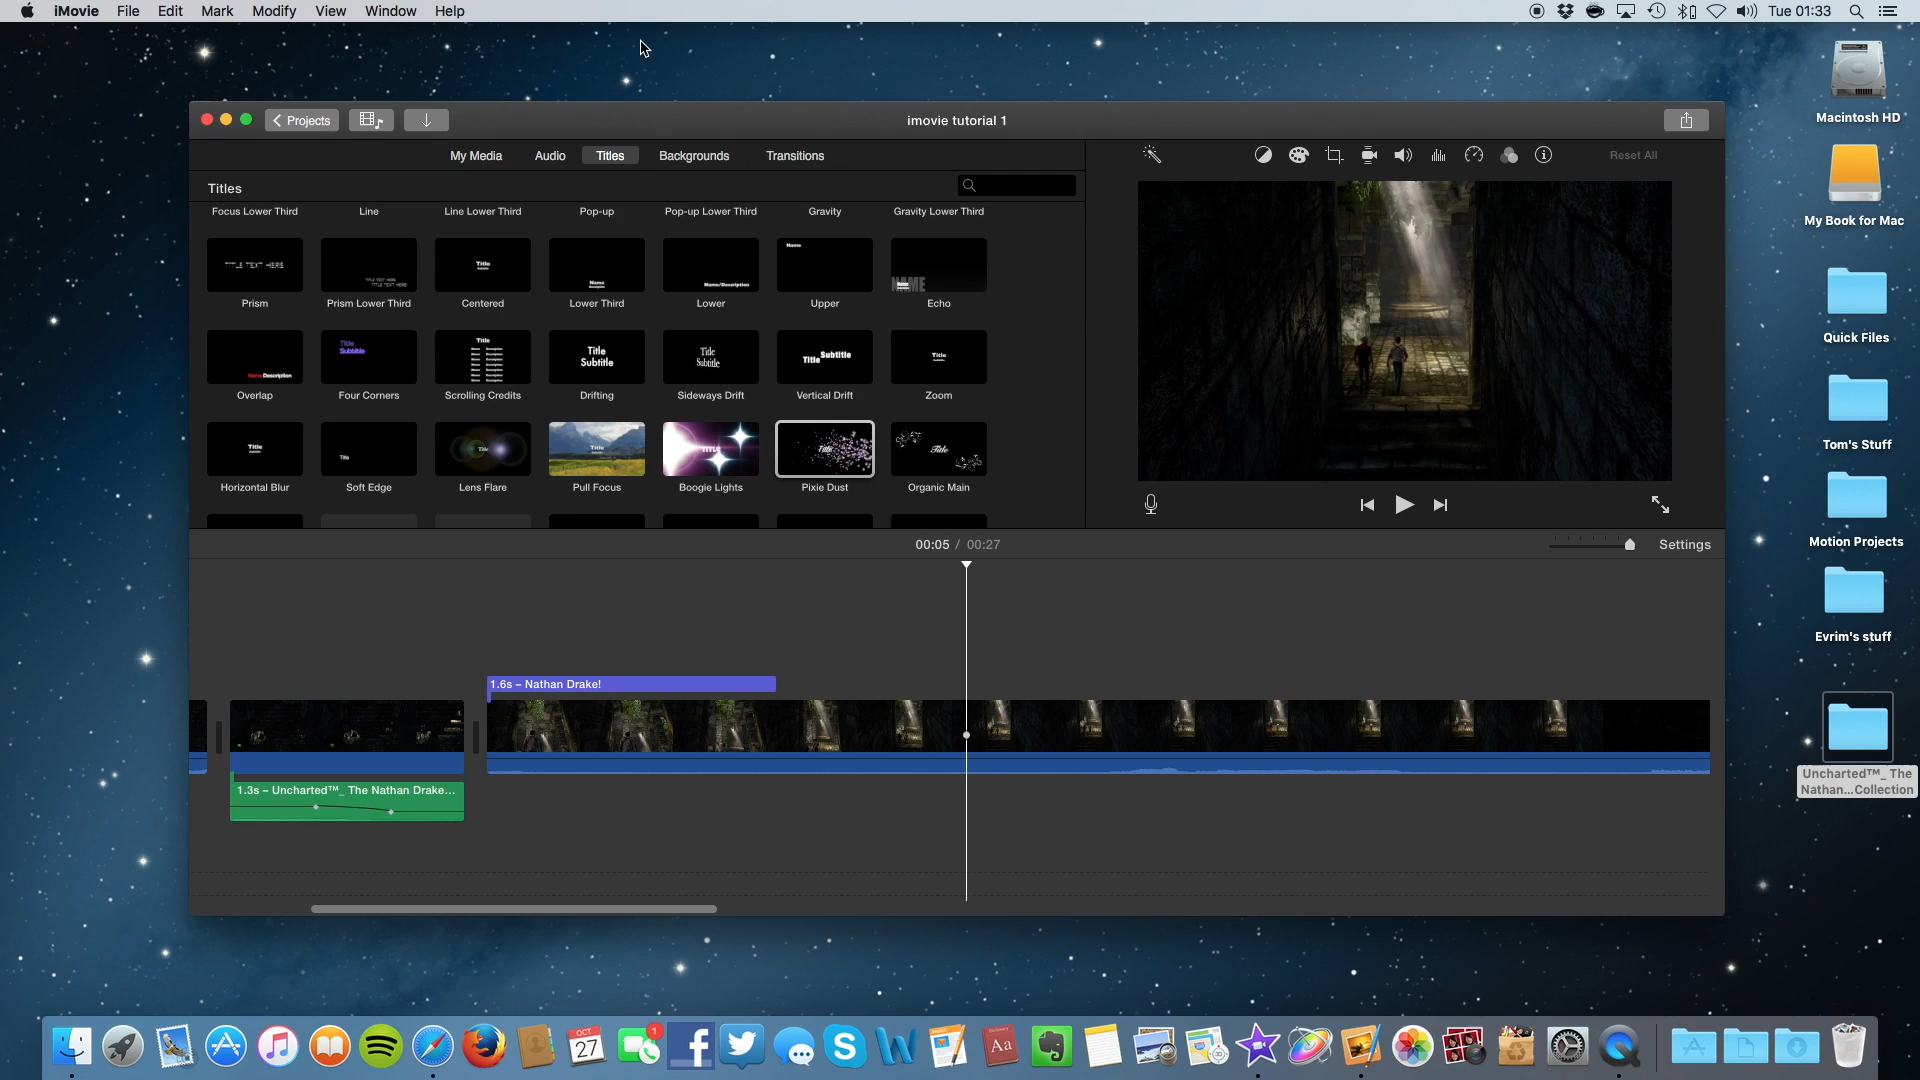 iMovie File Edit Mark Modify View Window Help
Tue 01:33
Projects
imovie tutorial 1
My Media Audio Titles Backgrounds Transitions
Reset All
Titles
Focus Lower Third Line Line Lower Third Pop-up Pop-up Lower Third Gravity Gravity Lower Third
Prism Prism Lower Third Centered Lower Third Lower Upper Echo
Overlap Four Corners Scrolling Credits Drifting Sideways Drift Vertical Drift Zoom
Horizontal Blur Soft Edge Lens Flare Pull Focus Boogie Lights Pixie Dust Organic Main
00:05 / 00:27
Settings
1.6s – Nathan Drake!
1.3s – Uncharted™_ The Nathan Drake...
Macintosh HD
My Book for Mac
Quick Files
Tom's Stuff
Motion Projects
Evrim's stuff
Uncharted™_ The
Nathan...Collection
OCT
27
1
Aa